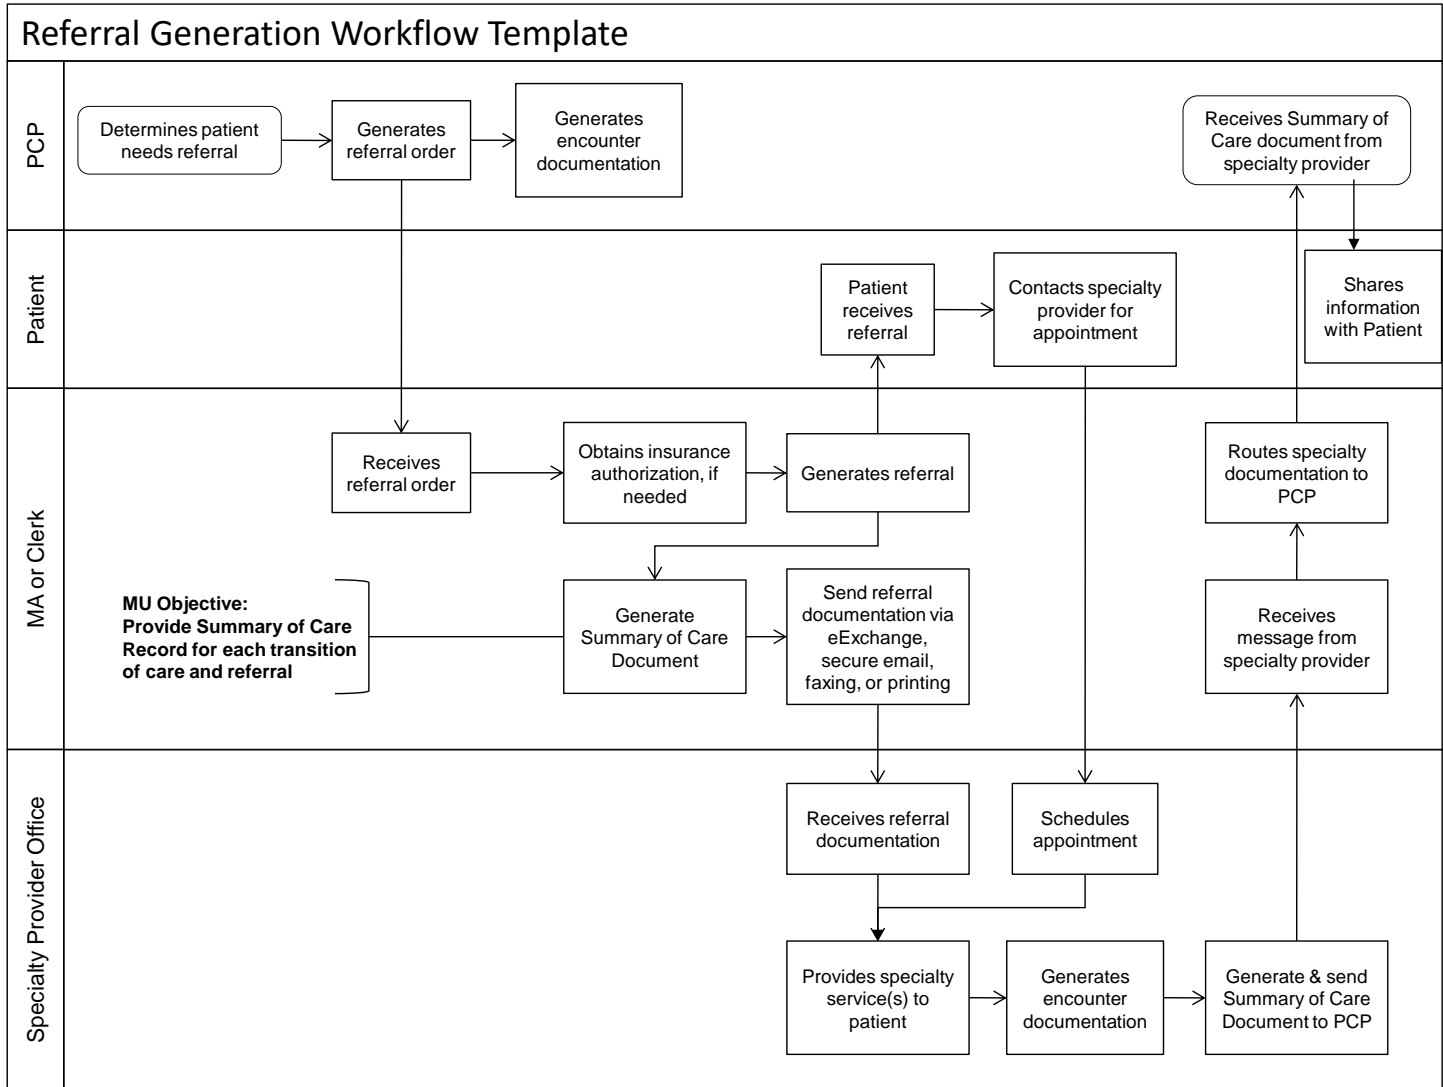 Referral Generation Workflow Template
PCP
Determines patient
needs referral
Generates
referral order
Generates
encounter
documentation
Receives Summary of
Care document from
specialty provider
Patient
Patient
receives
referral
Contacts specialty
provider for
appointment
Shares
information
with Patient
MA or Clerk
Receives
referral order
Obtains insurance
authorization, if
needed
Generates referral
Routes specialty
documentation to
PCP
MU Objective:
Provide Summary of Care
Record for each transition
of care and referral
Generate
Summary of Care
Document
Send referral
documentation via
eExchange,
secure email,
faxing, or printing
Receives
message from
specialty provider
Specialty Provider Office
Receives referral
documentation
Schedules
appointment
Provides specialty
service(s) to
patient
Generates
encounter
documentation
Generate & send
Summary of Care
Document to PCP